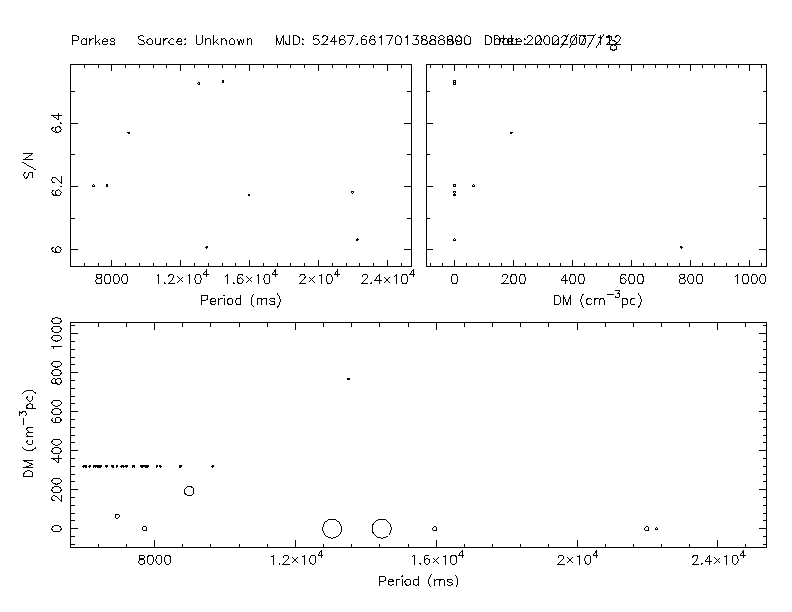 Parkes Source: Unknown MJD: 52467.6617013888
S/N
6 6.2 6.4
8000 1.2×10⁴ 1.6×10⁴ 2×10⁴ 2.4×10⁴
Period (ms)
0 200 400 600 800 1000
DM (cm⁻³pc)
DM (cm⁻³pc)
0 200 400 600 800 1000
8000 1.2×10⁴ 1.6×10⁴ 2×10⁴ 2.4×10⁴
Period (ms)